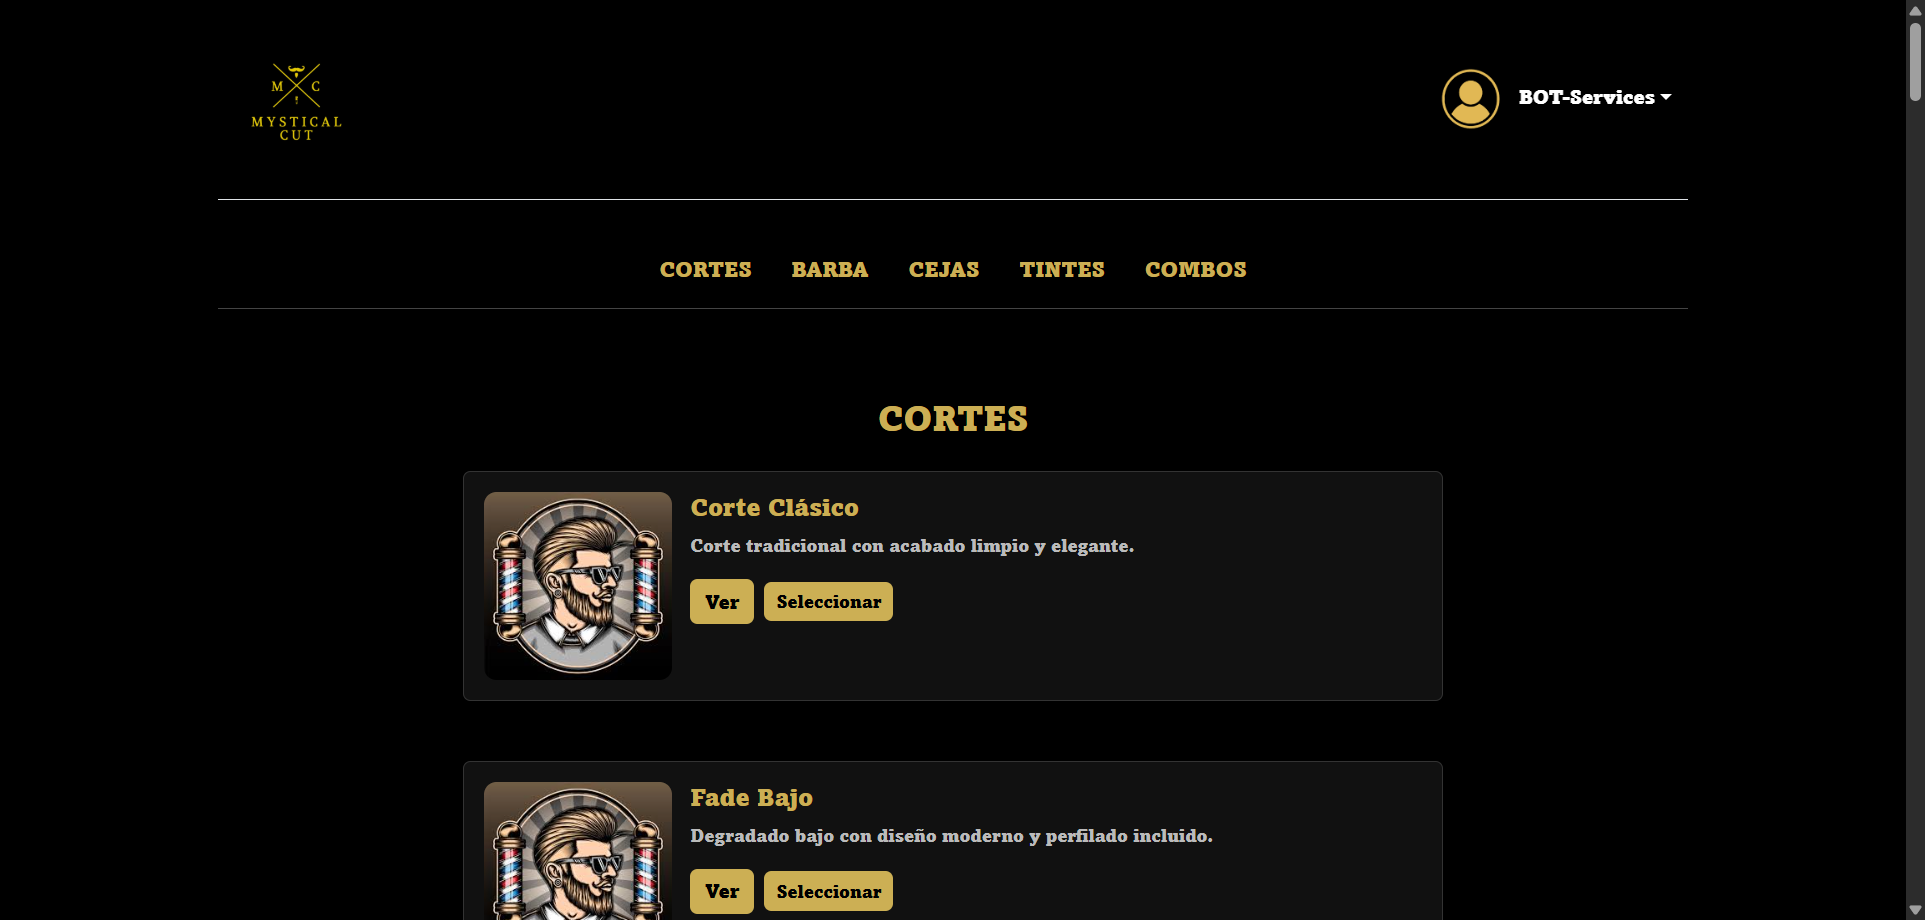 M C
MYSTICAL
CUT
BOT-Services
CORTES BARBA CEJAS TINTES COMBOS
CORTES
Corte Clásico
Corte tradicional con acabado limpio y elegante.
Ver Seleccionar
Fade Bajo
Degradado bajo con diseño moderno y perfilado incluido.
Ver Seleccionar